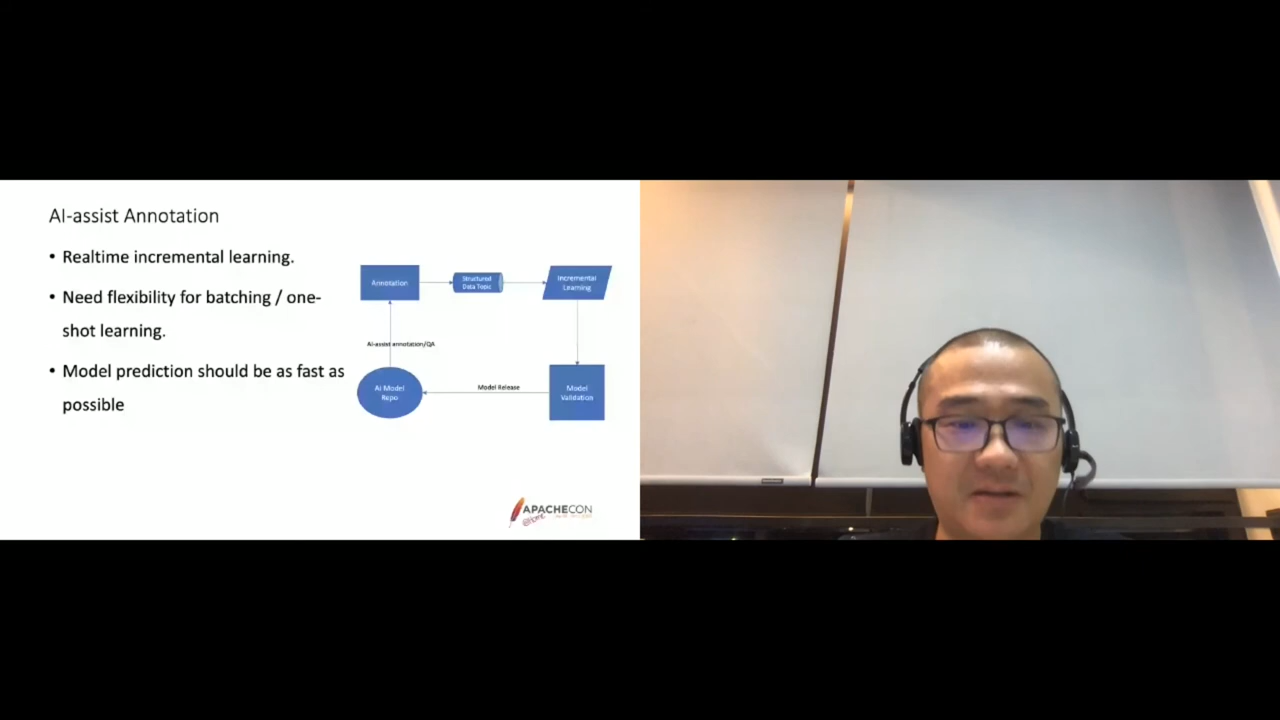 AI-assist Annotation
• Realtime incremental learning.
• Need flexibility for batching / one-
shot learning.
• Model prediction should be as fast as
possible
Annotation
Structured
Data Topic
Incremental
Learning
AI-assist annotation/QA
AI Model
Repo
Model Release
Model
Validation
APACHECON
@Home